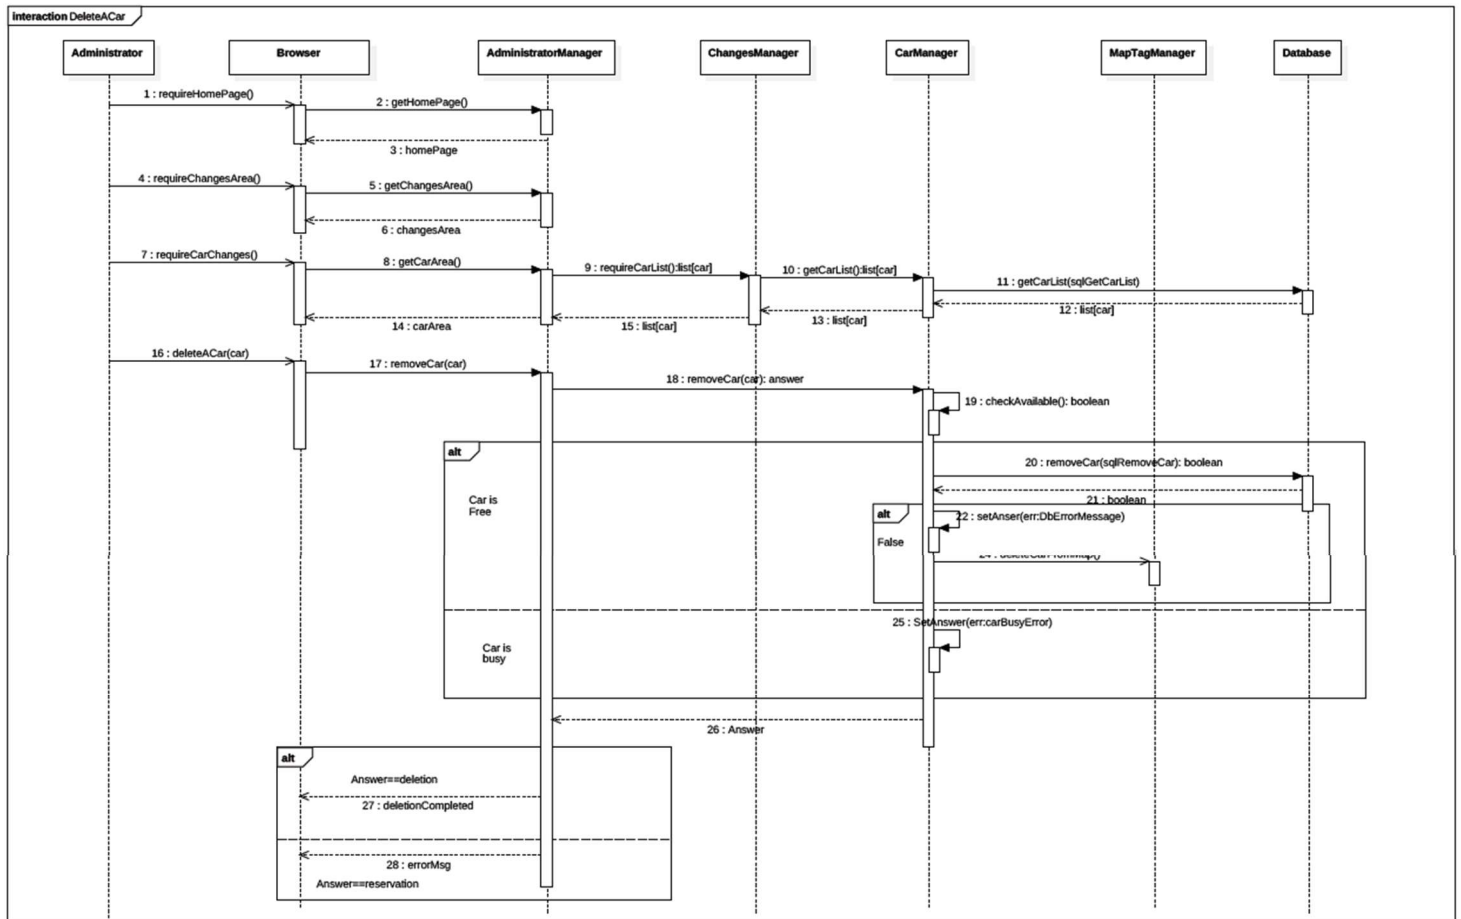 interaction DeleteACar
Administrator
Browser
AdministratorManager
ChangesManager
CarManager
MapTagManager
Database
1 : requireHomePage()
2 : getHomePage()
3 : homePage
4 : requireChangesArea()
5 : getChangesArea()
6 : changesArea
7 : requireCarChanges()
8 : getCarArea()
9 : requireCarList():list[car]
10 : getCarList():list[car]
11 : getCarList(sqlGetCarList)
12 : list[car]
13 : list[car]
14 : carArea
15 : list[car]
16 : deleteACar(car)
17 : removeCar(car)
18 : removeCar(car): answer
19 : checkAvailable(): boolean
alt
20 : removeCar(sqlRemoveCar): boolean
Car is
Free
21 : boolean
alt
22 : setAnser(err:DbErrorMessage)
False
25 : SetAnswer(err:carBusyError)
Car is
busy
26 : Answer
alt
Answer==deletion
27 : deletionCompleted
28 : errorMsg
Answer==reservation